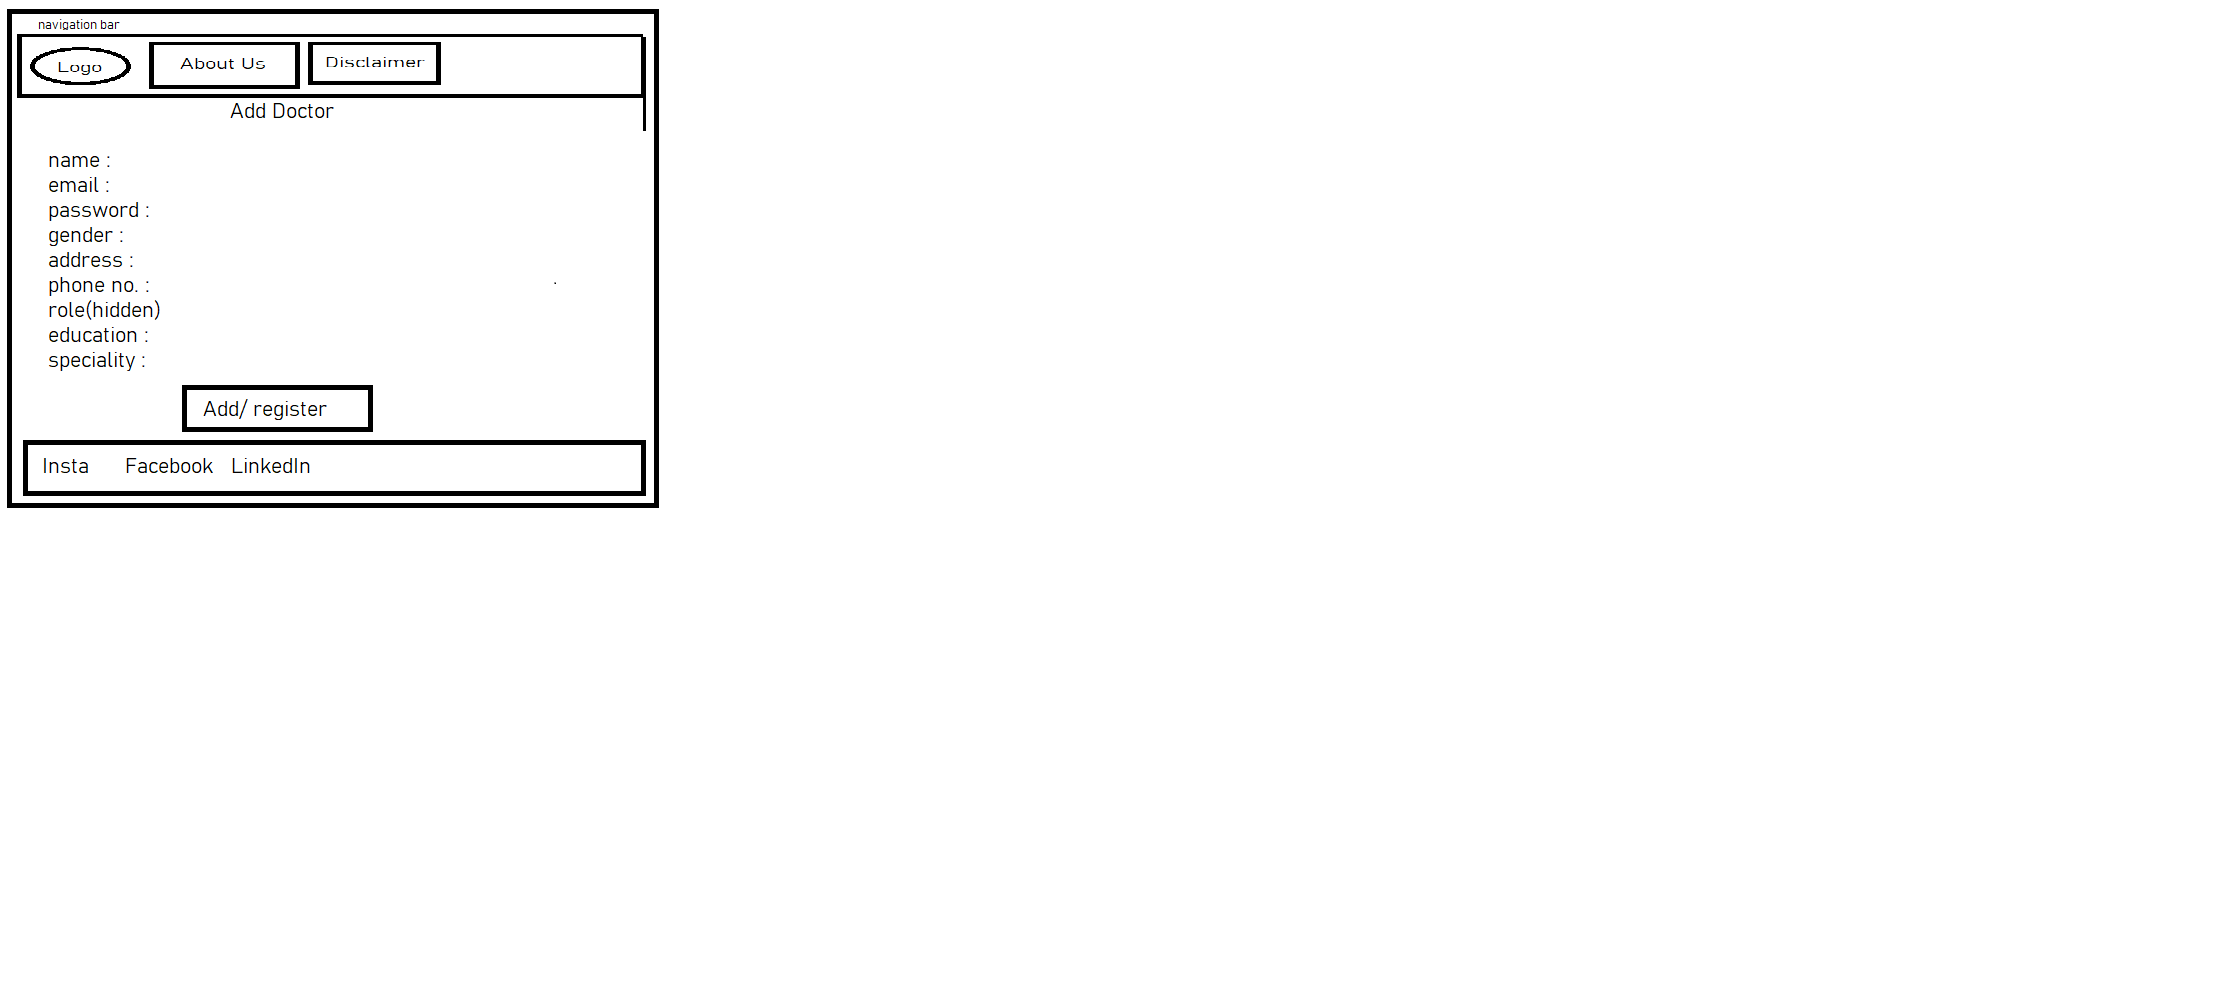 navigation bar
Logo About Us Disclaimer
Add Doctor
name :
email :
password :
gender :
address :
phone no. :
role(hidden)
education :
speciality :
Add/ register
Insta Facebook LinkedIn